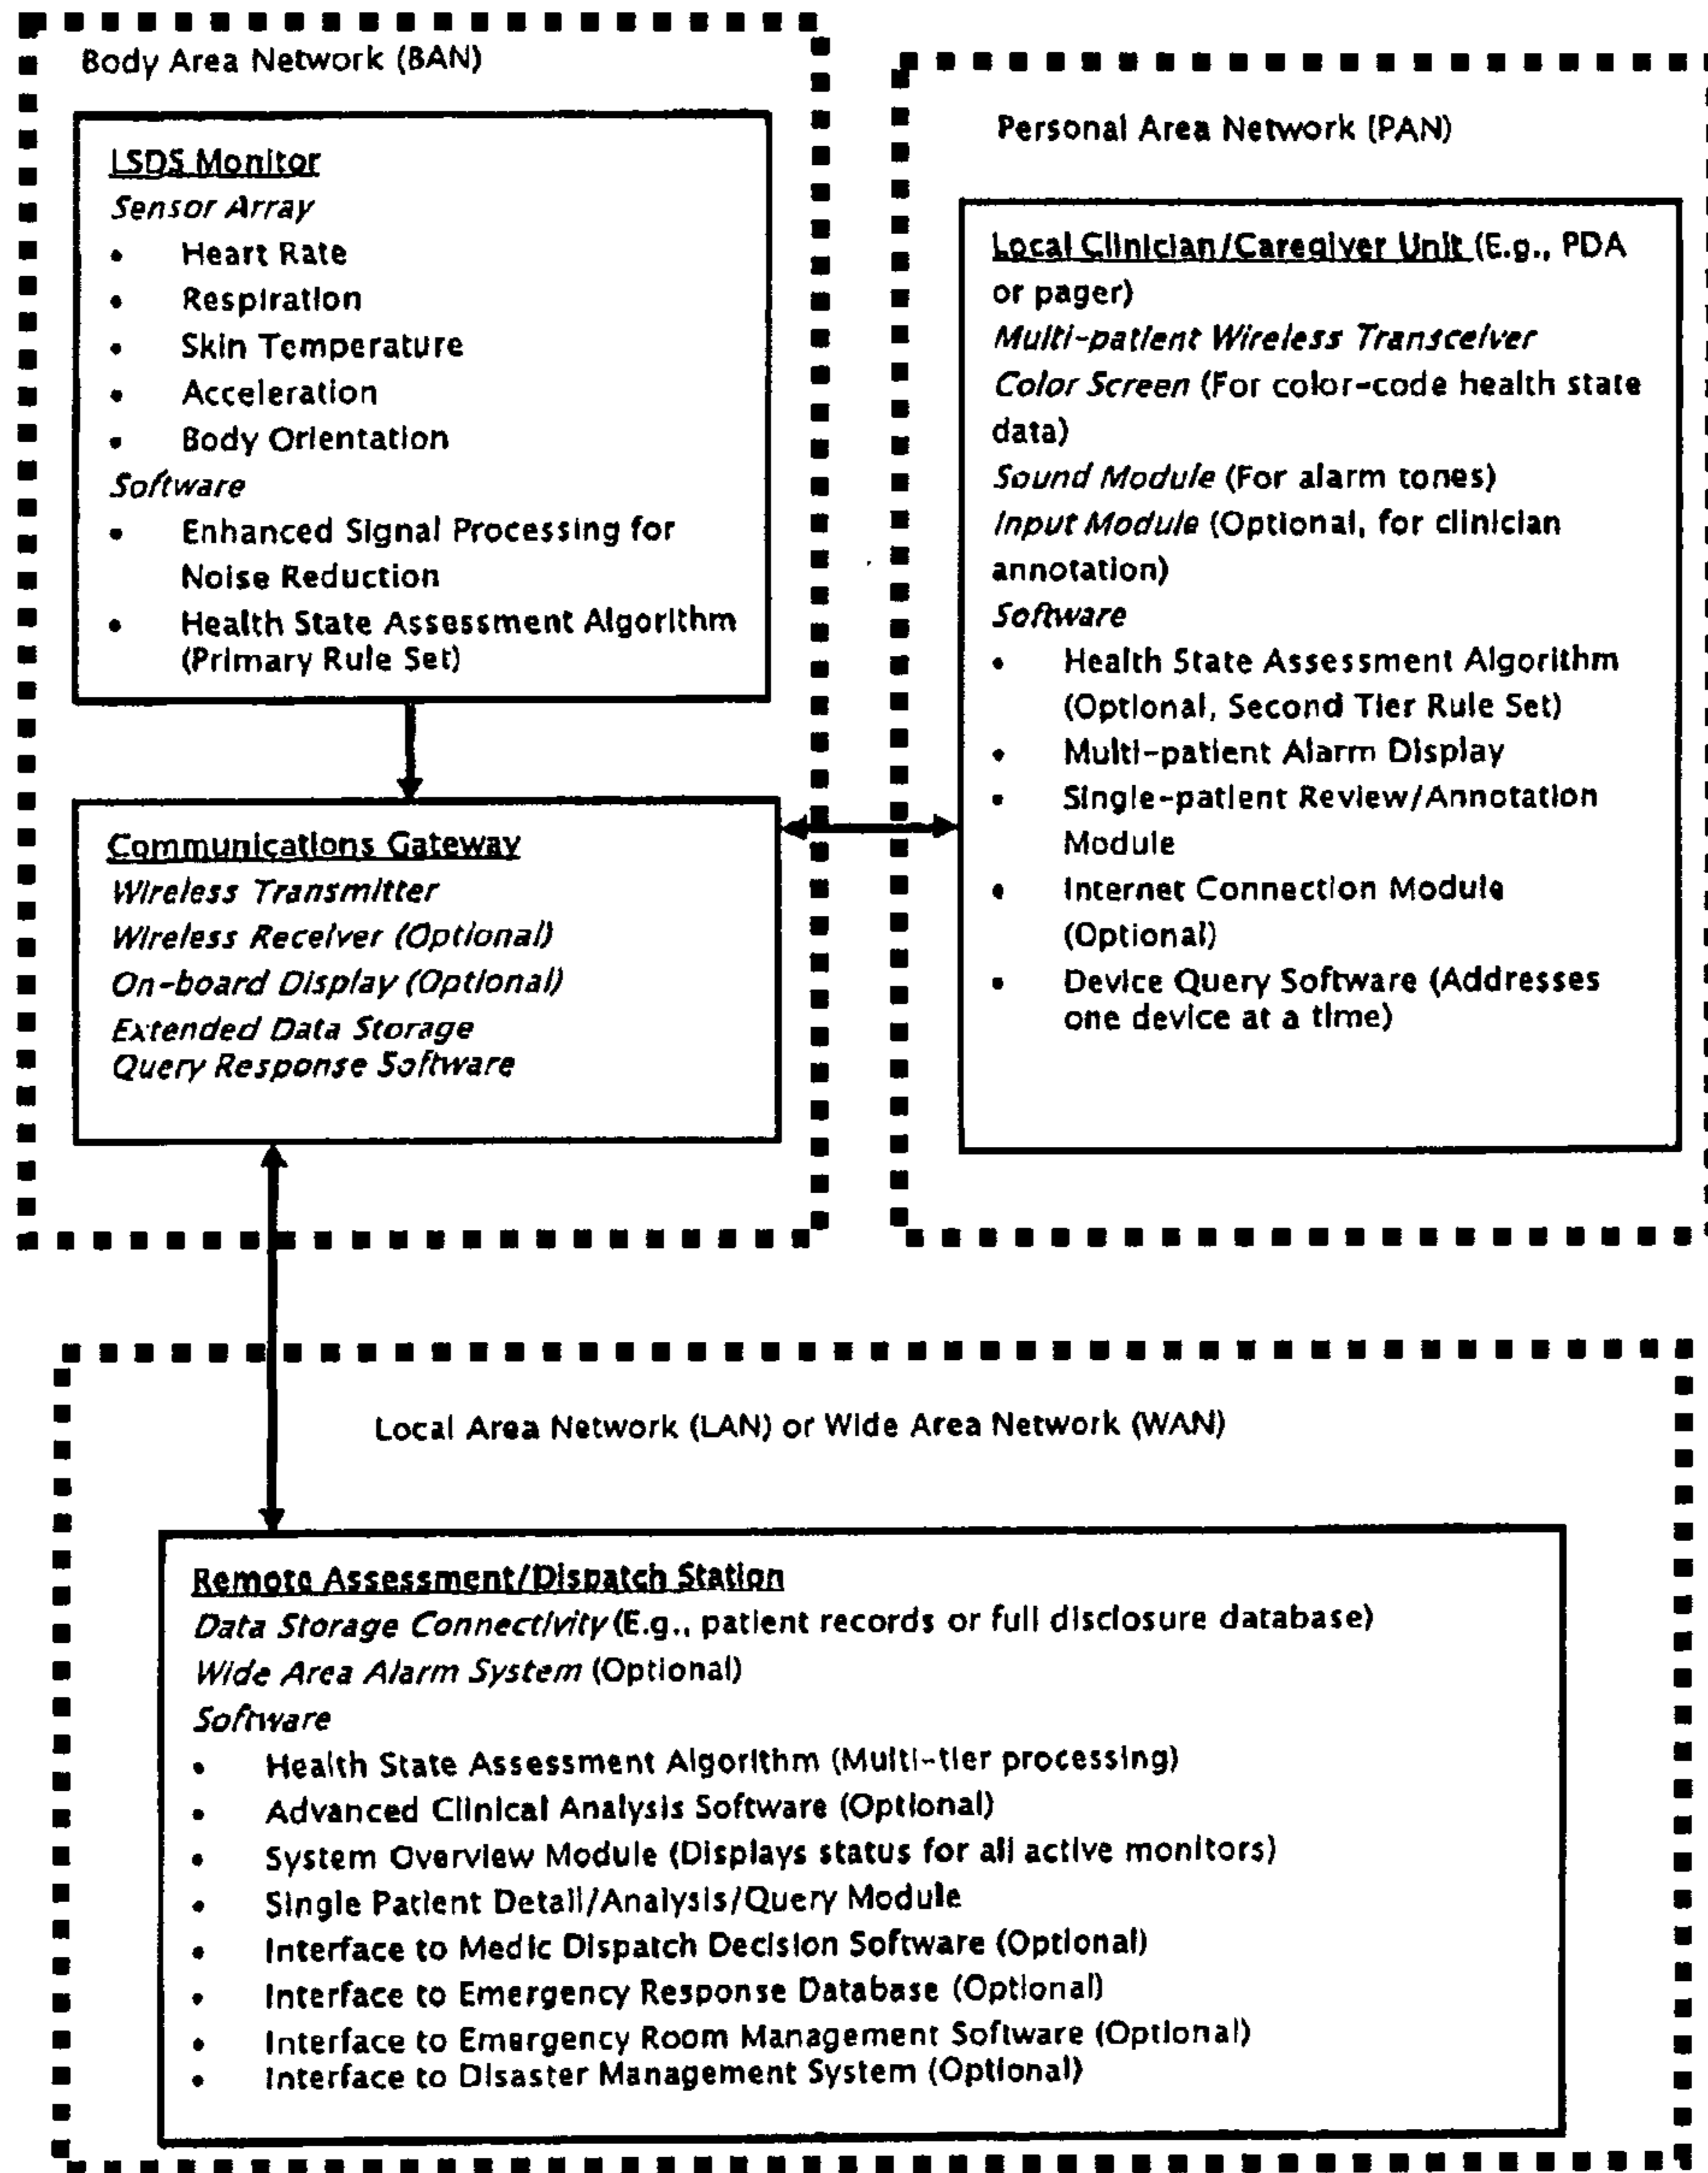 Body Area Network (BAN)
LSDS Monitor
Sensor Array
• Heart Rate
• Respiration
• Skin Temperature
• Acceleration
• Body Orientation
Software
• Enhanced Signal Processing for
Noise Reduction
• Health State Assessment Algorithm
(Primary Rule Set)
Communications Gateway
Wireless Transmitter
Wireless Receiver (Optional)
On-board Display (Optional)
Extended Data Storage
Query Response Software
Personal Area Network (PAN)
Local Clinician/Caregiver Unit (E.g., PDA
or pager)
Multi-patient Wireless Transceiver
Color Screen (For color-code health state
data)
Sound Module (For alarm tones)
Input Module (Optional, for clinician
annotation)
Software
• Health State Assessment Algorithm
(Optional, Second Tier Rule Set)
• Multi-patient Alarm Display
• Single-patient Review/Annotation
Module
• Internet Connection Module
(Optional)
• Device Query Software (Addresses
one device at a time)
Local Area Network (LAN) or Wide Area Network (WAN)
Remote Assessment/Dispatch Station
Data Storage Connectivity (E.g., patient records or full disclosure database)
Wide Area Alarm System (Optional)
Software
• Health State Assessment Algorithm (Multi-tier processing)
• Advanced Clinical Analysis Software (Optional)
• System Overview Module (Displays status for all active monitors)
• Single Patient Detail/Analysis/Query Module
• Interface to Medic Dispatch Decision Software (Optional)
• Interface to Emergency Response Database (Optional)
• Interface to Emergency Room Management Software (Optional)
• Interface to Disaster Management System (Optional)